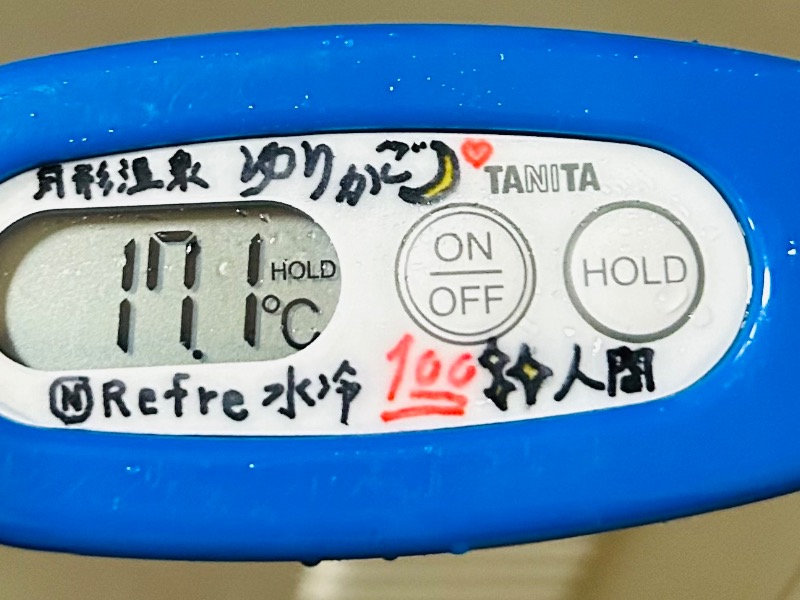 月形温泉 ゆりかご
TANITA
17.1℃ HOLD
ON
OFF
HOLD
Ⓝ Refre 水冷 100 人間